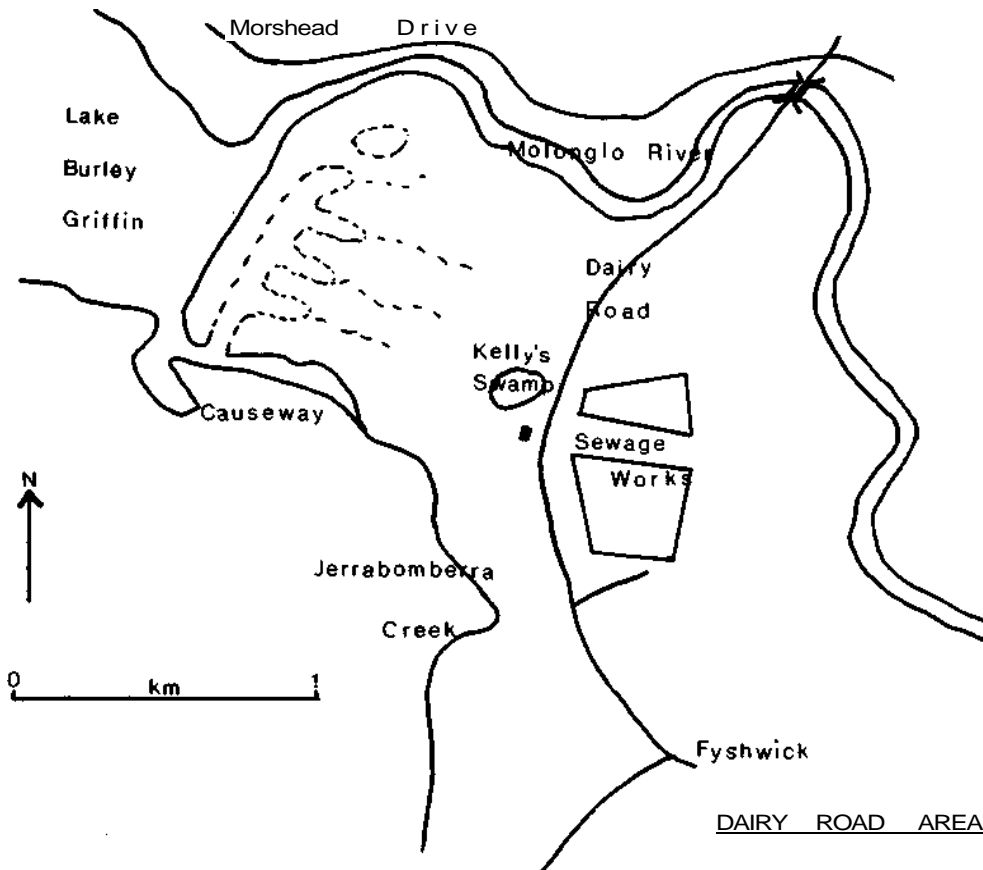 Morshead Drive
Lake
Burley
Griffin
Molonglo River
Dairy
Road
Kelly's
Swamp
Causeway
Sewage
Works
N
Jerrabomberra
Creek
0 km 1
Fyshwick
DAIRY ROAD AREA